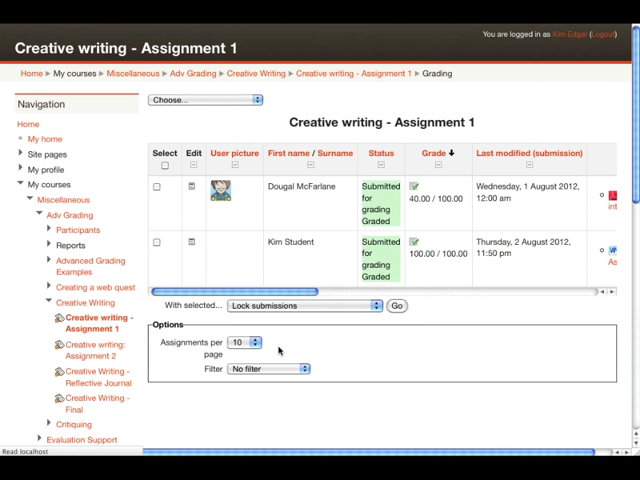 You are logged in as Kim Edgar (Logout)
Creative writing - Assignment 1
Home ► My courses ► Miscellaneous ► Adv Grading ► Creative Writing ► Creative writing - Assignment 1 ► Grading
Navigation
Home
My home
Site pages
My profile
My courses
Miscellaneous
Adv Grading
Participants
Reports
Advanced Grading
Examples
Creating a web quest
Creative Writing
Creative writing -
Assignment 1
Creative writing:
Assignment 2
Creative Writing -
Reflective Journal
Creative Writing -
Final
Critiquing
Evaluation Support
Choose...
Creative writing - Assignment 1
Select Edit User picture First name / Surname Status Grade Last modified (submission)
Dougal McFarlane
Submitted
for
grading
Graded
40.00 / 100.00
Wednesday, 1 August 2012,
12:00 am
int
Kim Student
Submitted
for
grading
Graded
100.00 / 100.00
Thursday, 2 August 2012,
11:50 pm
As
With selected... Lock submissions Go
Options
Assignments per
page
10
Filter No filter
Read localhost